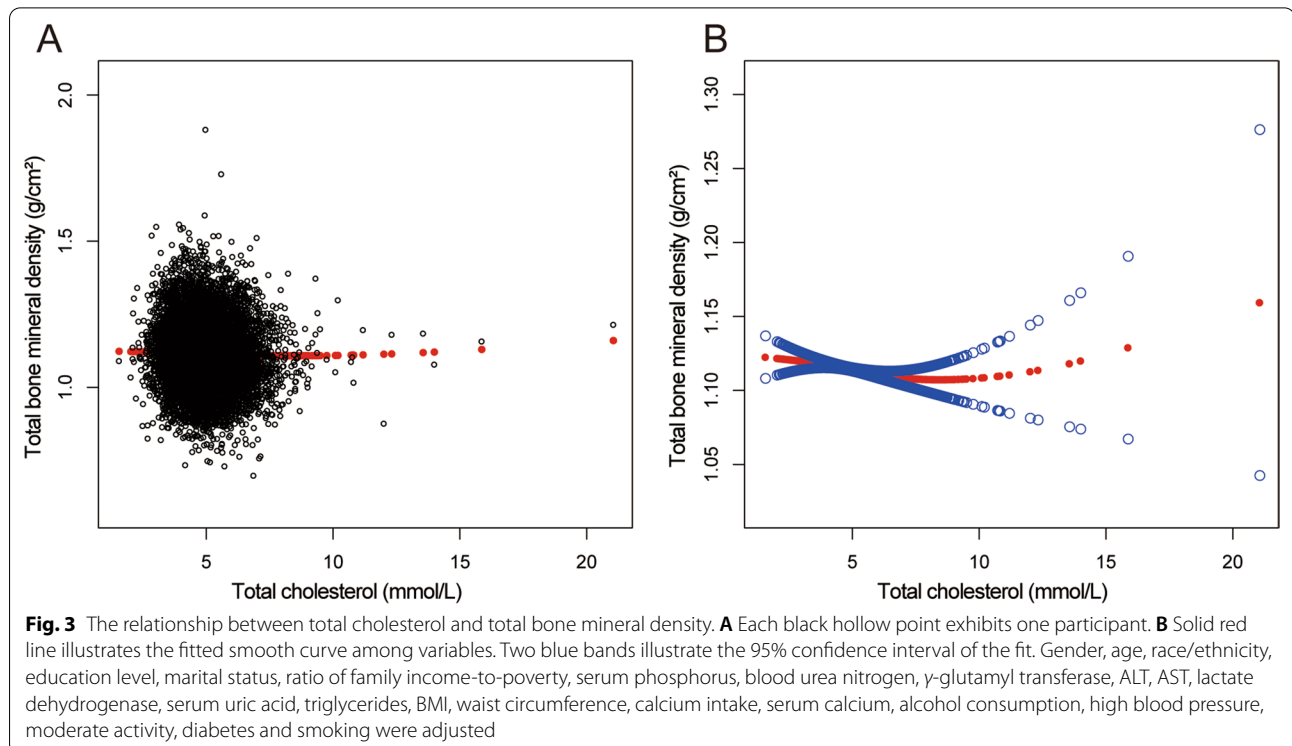 A
B
Total bone mineral density (g/cm²)
2.0
1.5
1.0
5 10 15 20
Total cholesterol (mmol/L)
Total bone mineral density (g/cm²)
1.30
1.25
1.20
1.15
1.10
1.05
5 10 15 20
Total cholesterol (mmol/L)
Fig. 3 The relationship between total cholesterol and total bone mineral density. A Each black hollow point exhibits one participant. B Solid red
line illustrates the fitted smooth curve among variables. Two blue bands illustrate the 95% confidence interval of the fit. Gender, age, race/ethnicity,
education level, marital status, ratio of family income-to-poverty, serum phosphorus, blood urea nitrogen, γ-glutamyl transferase, ALT, AST, lactate
dehydrogenase, serum uric acid, triglycerides, BMI, waist circumference, calcium intake, serum calcium, alcohol consumption, high blood pressure,
moderate activity, diabetes and smoking were adjusted